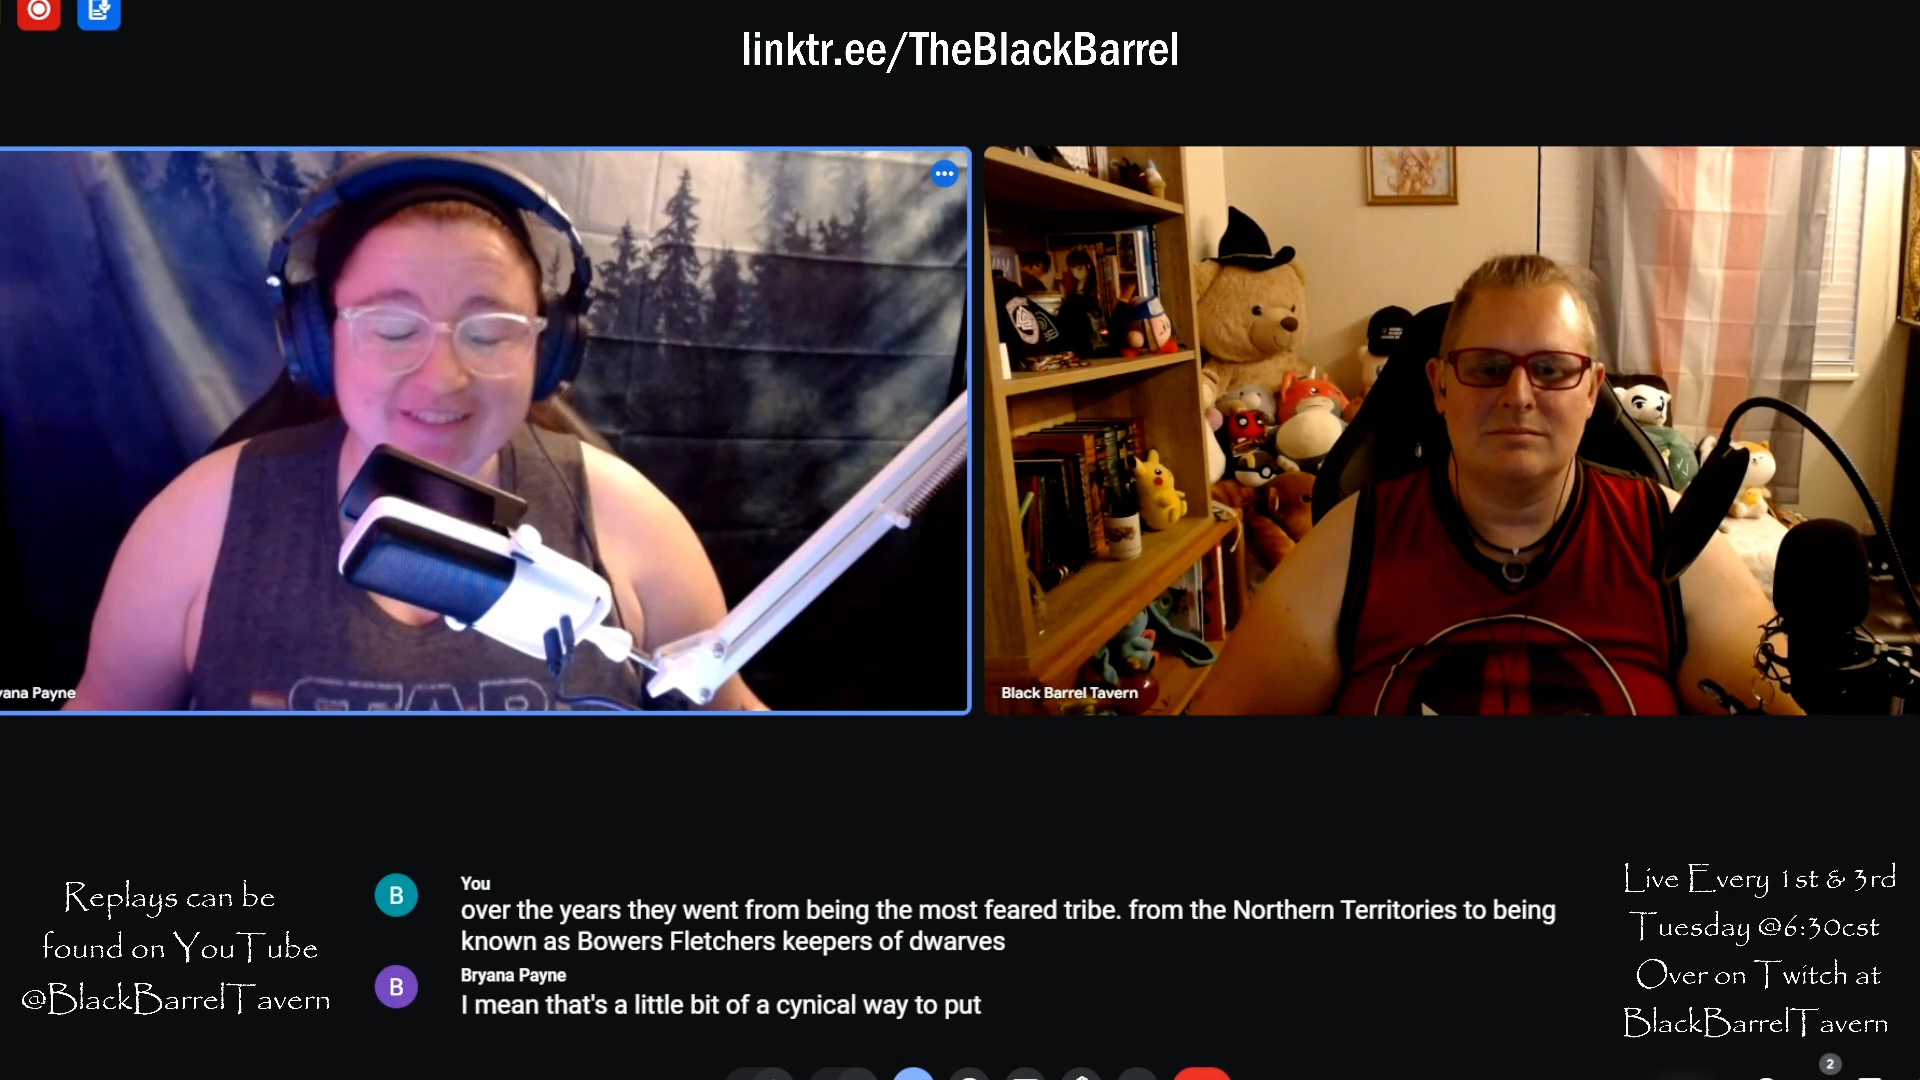 linktr.ee/TheBlackBarrel
yana Payne
STAR
Black Barrel Tavern
Replays can be
found on YouTube
@BlackBarrelTavern
B
You
over the years they went from being the most feared tribe. from the Northern Territories to being
known as Bowers Fletchers keepers of dwarves
B
Bryana Payne
I mean that's a little bit of a cynical way to put
Live Every 1st & 3rd
Tuesday @6:30cst
Over on Twitch at
BlackBarrelTavern
2